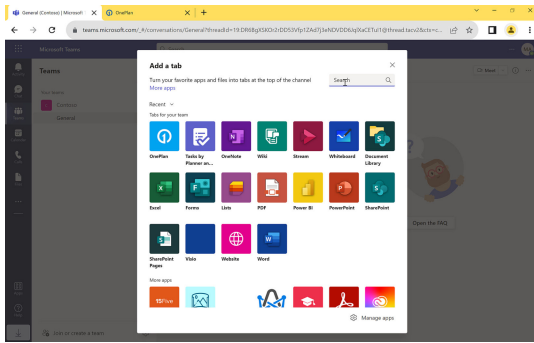 General (Contoso) | Microsoft
OnePlan
teams.microsoft.com/_#/conversations/General?threadId=19:DR68gXSKOr2rDD53Vfp1ZAd7J3eNDVDD6JqlXaCETuI1@thread.tacv2&ctx=c...
Microsoft Teams
Teams
Your teams
Contoso
General
Join or create a team
Meet
Open the FAQ
Add a tab
Turn your favorite apps and files into tabs at the top of the channel
More apps
Search
Recent
Tabs for your team
OnePlan
Tasks by Planner an...
OneNote
Wiki
Stream
Whiteboard
Document Library
Excel
Forms
Lists
PDF
Power BI
PowerPoint
SharePoint
SharePoint Pages
Visio
Website
Word
More apps
15Five
Manage apps